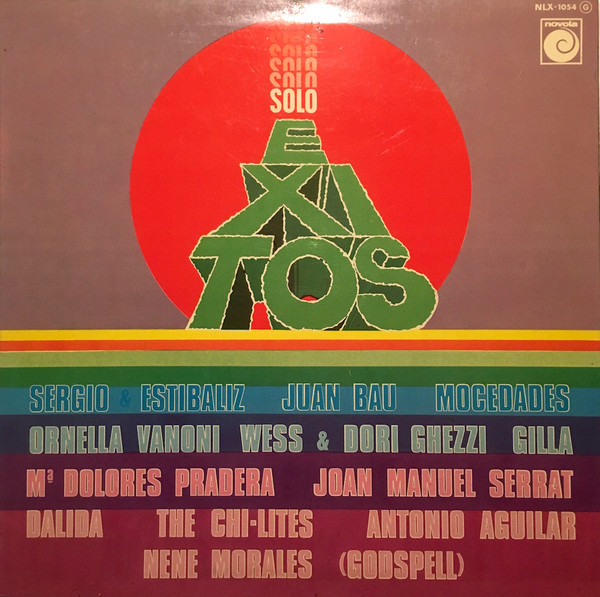 NLX-1054 G
novola
SOLO
SOLO
SOLO
SOLO
E
XI
TOS
SERGIO & ESTIBALIZ JUAN BAU MOCEDADES
ORNELLA VANONI WESS & DORI GHEZZI GILLA
Mª DOLORES PRADERA JOAN MANUEL SERRAT
DALIDA THE CHI-LITES ANTONIO AGUILAR
NENE MORALES (GODSPELL)